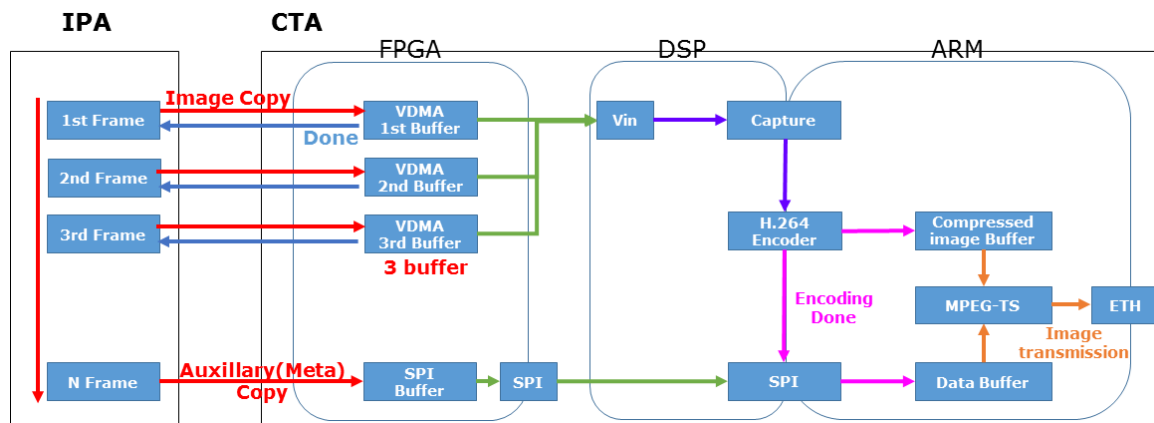 IPA
CTA
FPGA
DSP
ARM
Image Copy
1st Frame
VDMA
1st Buffer
Done
Vin
Capture
2nd Frame
VDMA
2nd Buffer
3rd Frame
VDMA
3rd Buffer
3 buffer
H.264
Encoder
Compressed
image Buffer
Encoding
Done
MPEG-TS
ETH
Image
transmission
N Frame
Auxillary(Meta)
Copy
SPI
Buffer
SPI
SPI
Data Buffer